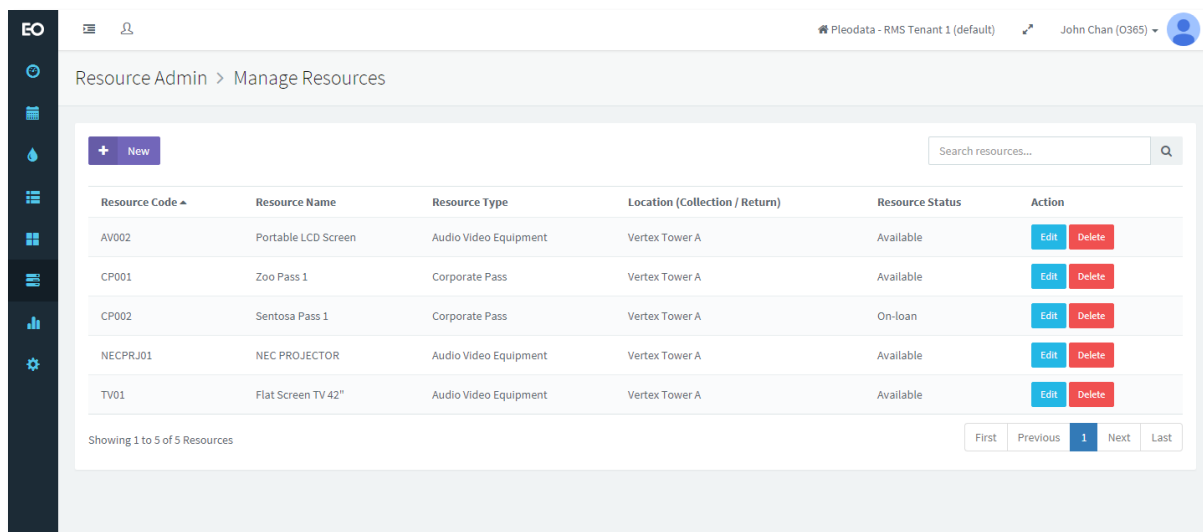 EO
Pleodata - RMS Tenant 1 (default) John Chan (O365)
Resource Admin > Manage Resources
+ New
Search resources...
Resource Code Resource Name Resource Type Location (Collection / Return) Resource Status Action
AV002 Portable LCD Screen Audio Video Equipment Vertex Tower A Available Edit Delete
CP001 Zoo Pass 1 Corporate Pass Vertex Tower A Available Edit Delete
CP002 Sentosa Pass 1 Corporate Pass Vertex Tower A On-loan Edit Delete
NECPRJ01 NEC PROJECTOR Audio Video Equipment Vertex Tower A Available Edit Delete
TV01 Flat Screen TV 42" Audio Video Equipment Vertex Tower A Available Edit Delete
Showing 1 to 5 of 5 Resources First Previous 1 Next Last